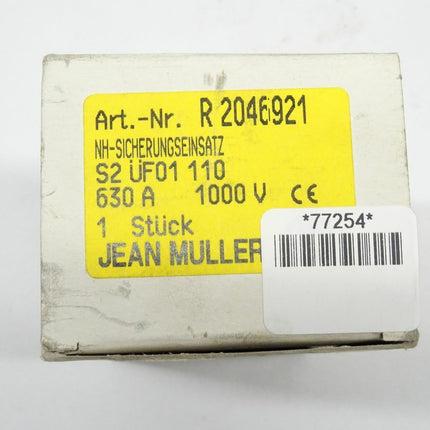 Art.-Nr. R 2046921
NH-SICHERUNGSEINSATZ
S2 ÜF01 110
630 A 1000 V CE
1 Stück
JEAN MULLER
*77254*